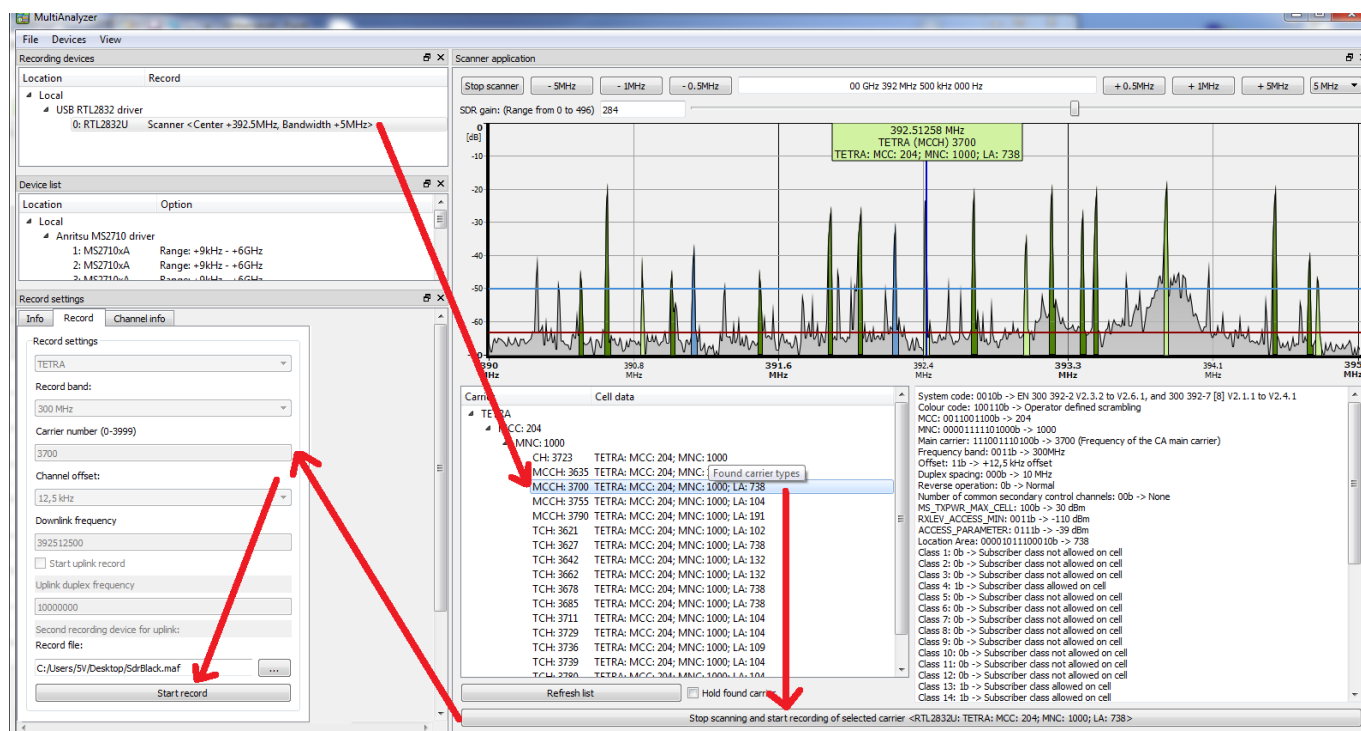 MultiAnalyzer
File Devices View
Recording devices
Location Record
Local
USB RTL2832 driver
0: RTL2832U Scanner <Center +392.5MHz, Bandwidth +5MHz>
Device list
Location Option
Local
Anritsu MS2710 driver
1: MS2710xA Range: +9kHz - +6GHz
2: MS2710xA Range: +9kHz - +6GHz
3: MS2710xA Range: +9kHz - +6GHz
Record settings
Info Record Channel info
Record settings
TETRA
Record band:
300 MHz
Carrier number (0-3999)
3700
Channel offset:
12,5 kHz
Downlink frequency
392512500
Start uplink record
Uplink duplex frequency
10000000
Second recording device for uplink:
Record file:
C:/Users/5V/Desktop/SdrBlack.maf ...
Start record
Scanner application
Stop scanner - 5MHz - 1MHz - 0.5MHz 00 GHz 392 MHz 500 kHz 000 Hz + 0.5MHz + 1MHz + 5MHz 5 MHz
SDR gain: (Range from 0 to 496) 284
392.51258 MHz
TETRA (MCCH) 3700
TETRA: MCC: 204; MNC: 1000; LA: 738
0
[dB]
-10
-20
-30
-40
-50
-60
390 390.8 391.6 392.4 393.3 394.1 395
MHz MHz MHz MHz MHz MHz MHz
Carrier Cell data
TETRA
MCC: 204
MNC: 1000
CH: 3723 TETRA: MCC: 204; MNC: 1000
MCCH: 3635 TETRA: MCC: 204; MNC:
Found carrier types
MCCH: 3700 TETRA: MCC: 204; MNC: 1000; LA: 738
MCCH: 3755 TETRA: MCC: 204; MNC: 1000; LA: 104
MCCH: 3790 TETRA: MCC: 204; MNC: 1000; LA: 191
TCH: 3621 TETRA: MCC: 204; MNC: 1000; LA: 102
TCH: 3627 TETRA: MCC: 204; MNC: 1000; LA: 738
TCH: 3642 TETRA: MCC: 204; MNC: 1000; LA: 132
TCH: 3662 TETRA: MCC: 204; MNC: 1000; LA: 132
TCH: 3678 TETRA: MCC: 204; MNC: 1000; LA: 738
TCH: 3685 TETRA: MCC: 204; MNC: 1000; LA: 738
TCH: 3711 TETRA: MCC: 204; MNC: 1000; LA: 104
TCH: 3729 TETRA: MCC: 204; MNC: 1000; LA: 104
TCH: 3736 TETRA: MCC: 204; MNC: 1000; LA: 109
TCH: 3739 TETRA: MCC: 204; MNC: 1000; LA: 104
TCH: 3780 TETRA: MCC: 204; MNC: 1000; LA: 104
Refresh list Hold found carrier
System code: 0010b -> EN 300 392-2 V2.3.2 to V2.6.1, and 300 392-7 [8] V2.1.1 to V2.4.1
Colour code: 100110b -> Operator defined scrambling
MCC: 0011001100b -> 204
MNC: 00001111101000b -> 1000
Main carrier: 111001110100b -> 3700 (Frequency of the CA main carrier)
Frequency band: 0011b -> 300MHz
Offset: 11b -> +12,5 kHz offset
Duplex spacing: 000b -> 10 MHz
Reverse operation: 0b -> Normal
Number of common secondary control channels: 00b -> None
MS_TXPWR_MAX_CELL: 100b -> 30 dBm
RXLEV_ACCESS_MIN: 0011b -> -110 dBm
ACCESS_PARAMETER: 0111b -> -39 dBm
Location Area: 00001011100010b -> 738
Class 1: 0b -> Subscriber class not allowed on cell
Class 2: 0b -> Subscriber class not allowed on cell
Class 3: 0b -> Subscriber class not allowed on cell
Class 4: 1b -> Subscriber class allowed on cell
Class 5: 0b -> Subscriber class not allowed on cell
Class 6: 0b -> Subscriber class not allowed on cell
Class 7: 0b -> Subscriber class not allowed on cell
Class 8: 0b -> Subscriber class not allowed on cell
Class 9: 0b -> Subscriber class not allowed on cell
Class 10: 0b -> Subscriber class not allowed on cell
Class 11: 0b -> Subscriber class not allowed on cell
Class 12: 0b -> Subscriber class not allowed on cell
Class 13: 1b -> Subscriber class allowed on cell
Class 14: 1b -> Subscriber class allowed on cell
Stop scanning and start recording of selected carrier <RTL2832U: TETRA: MCC: 204; MNC: 1000; LA: 738>